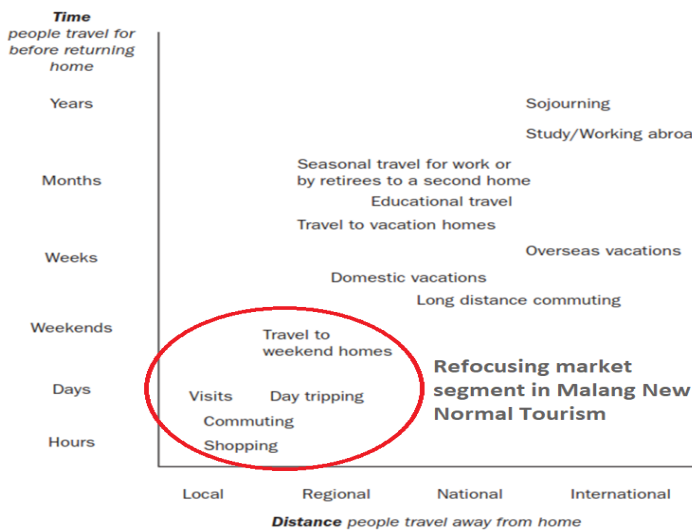 Time
people travel for
before returning
home
Years
Sojourning
Study/Working abroa
Seasonal travel for work or
by retirees to a second home
Months
Educational travel
Travel to vacation homes
Overseas vacations
Weeks
Domestic vacations
Long distance commuting
Weekends
Travel to
weekend homes
Refocusing market
segment in Malang New
Normal Tourism
Days
Visits
Day tripping
Commuting
Hours
Shopping
Local
Regional
National
International
Distance people travel away from home